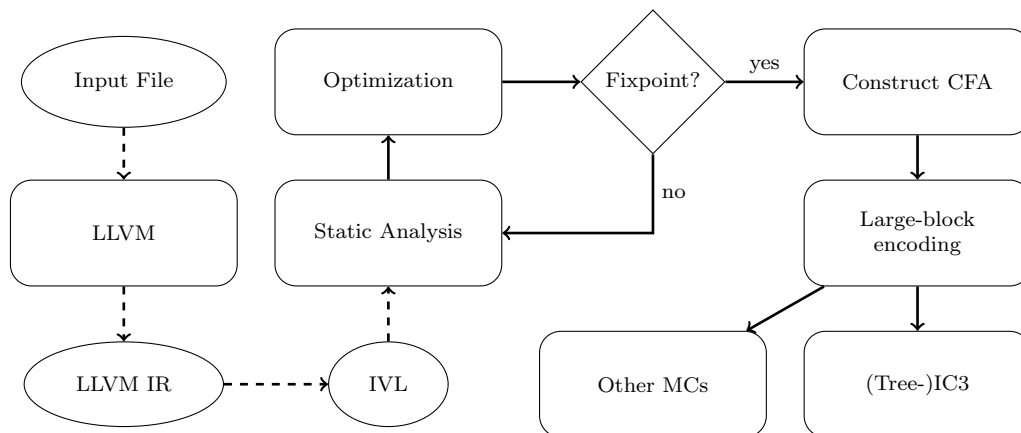 Input File
Optimization
Fixpoint?
yes
Construct CFA
LLVM
Static Analysis
no
Large-block
encoding
LLVM IR
IVL
Other MCs
(Tree-)IC3